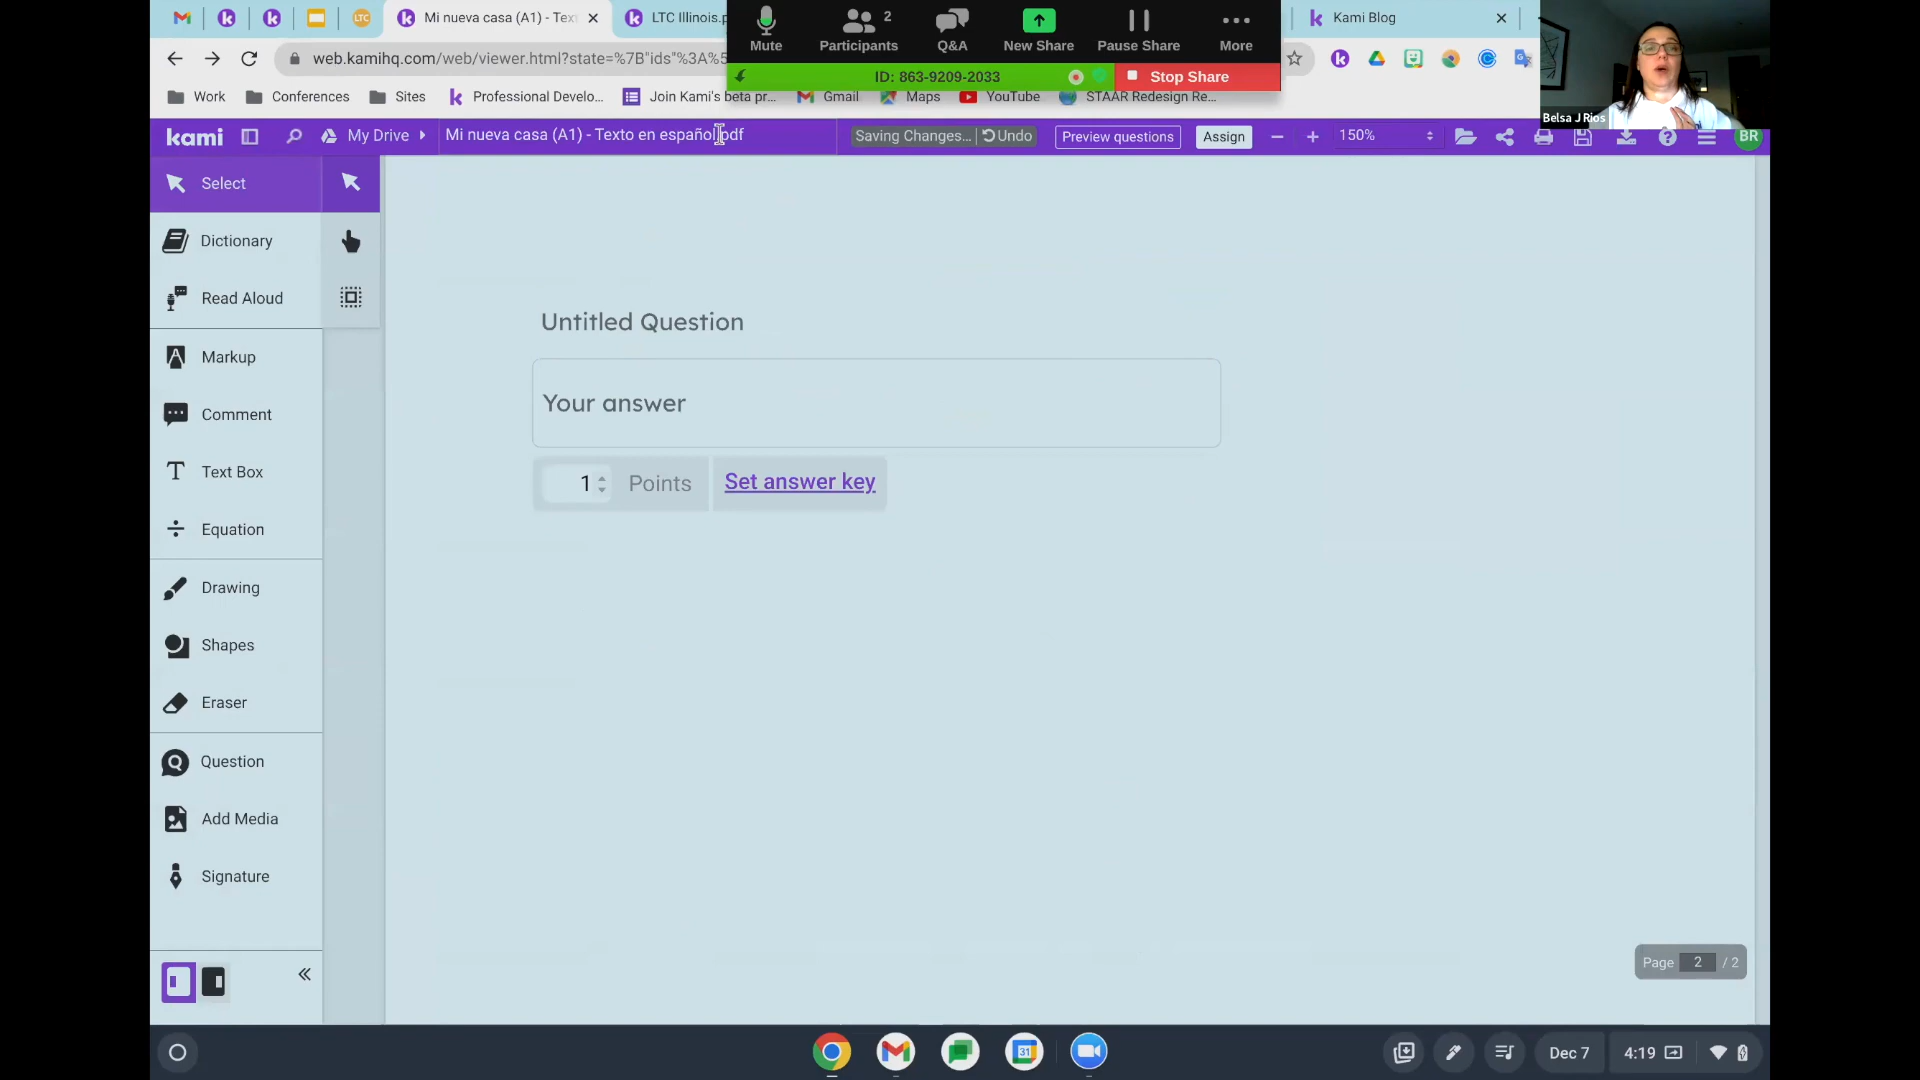 Mi nueva casa (A1) - Tex
LTC Illinois.p
Kami Blog
LTC
Mute
Participants 2
Q&A
New Share
Pause Share
More
web.kamihq.com/web/viewer.html?state=%7B"ids"%3A%5
ID: 863-9209-2033
Stop Share
Work
Conferences
Sites
Professional Develo...
Join Kami's beta pr...
Gmail
Maps
YouTube
STAAR Redesign Re...
Belsa J Rios
kami
My Drive
Mi nueva casa (A1) - Texto en español.pdf
Saving Changes...
Undo
Preview questions
Assign
150%
BR
Select
Dictionary
Read Aloud
Markup
Comment
Text Box
Equation
Drawing
Shapes
Eraser
Question
Add Media
Signature
Untitled Question
Your answer
1 Points
Set answer key
Page 2 / 2
31
Dec 7
4:19